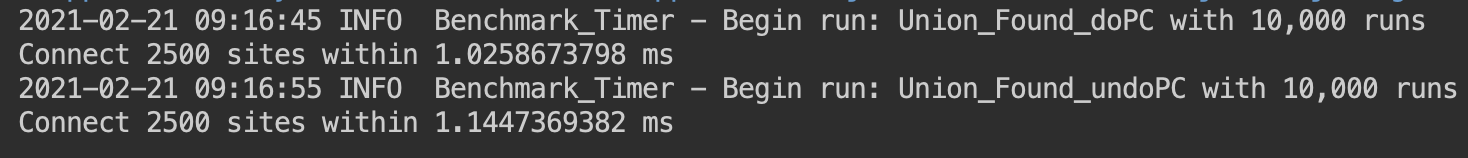 2021-02-21 09:16:45 INFO  Benchmark_Timer - Begin run: Union_Found_doPC with 10,000 runs
Connect 2500 sites within 1.0258673798 ms
2021-02-21 09:16:55 INFO  Benchmark_Timer - Begin run: Union_Found_undoPC with 10,000 runs
Connect 2500 sites within 1.1447369382 ms